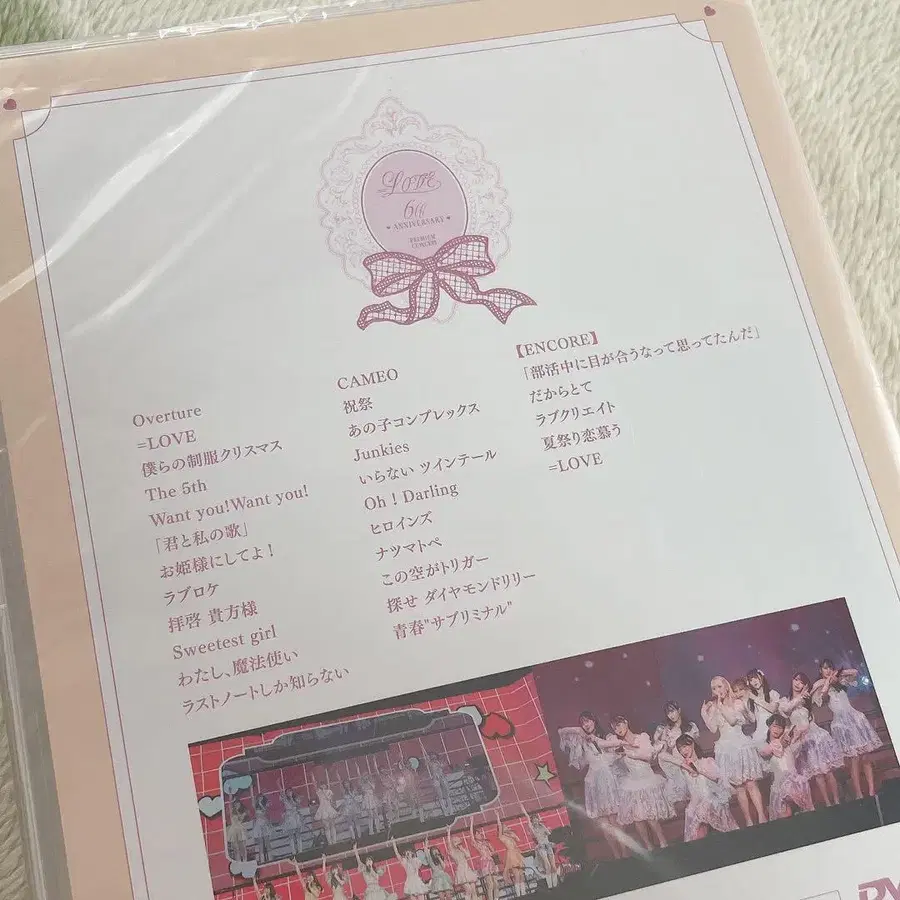 =LOVE
6th
ANNIVERSARY
PREMIUM
CONCERT
Overture
=LOVE
僕らの制服クリスマス
The 5th
Want you!Want you!
「君と私の歌」
お姫様にしてよ！
ラブロケ
拝啓 貴方様
Sweetest girl
わたし、魔法使い
ラストノートしか知らない
CAMEO
祝祭
あの子コンプレックス
Junkies
いらない ツインテール
Oh！Darling
ヒロインズ
ナツマトペ
この空がトリガー
探せ ダイヤモンドリリー
青春"サブリミナル"
【ENCORE】
「部活中に目が合うなって思ってたんだ」
だからとて
ラブクリエイト
夏祭り恋慕う
=LOVE